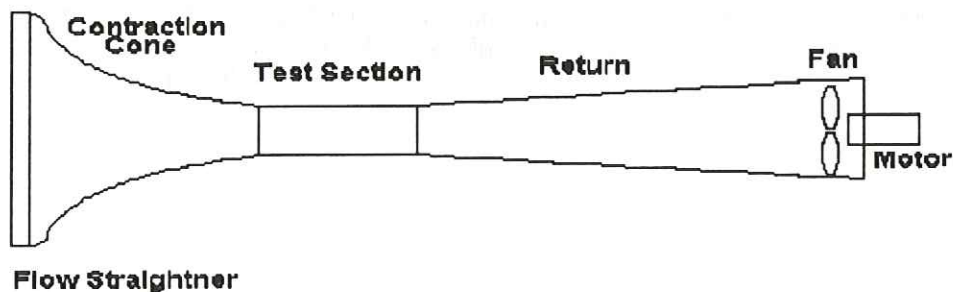 Contraction
Cone
Test Section
Return
Fan
Motor
Flow Straightner